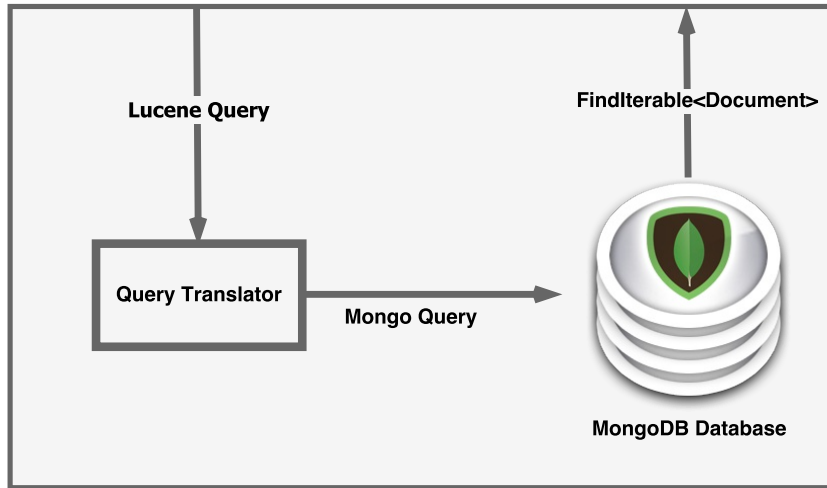 Lucene Query
FindIterable<Document>
Query Translator
Mongo Query
MongoDB Database